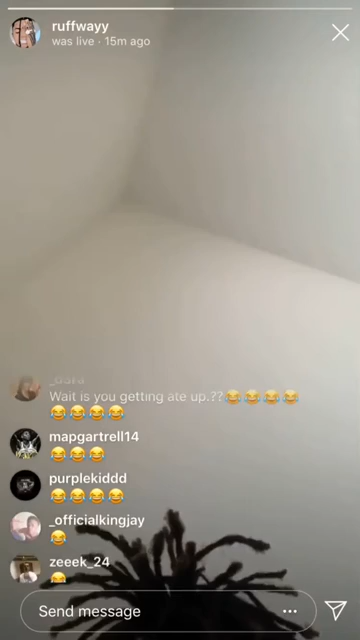 ruffwayy
was live · 15m ago
Wait is you getting ate up.??😂😂😂😂
😂😂😂😂
mapgartrell14
😂😂😂
purplekiddd
😂😂😂😂
_officialkingjay
😂
zeeek_24
😂
Send message